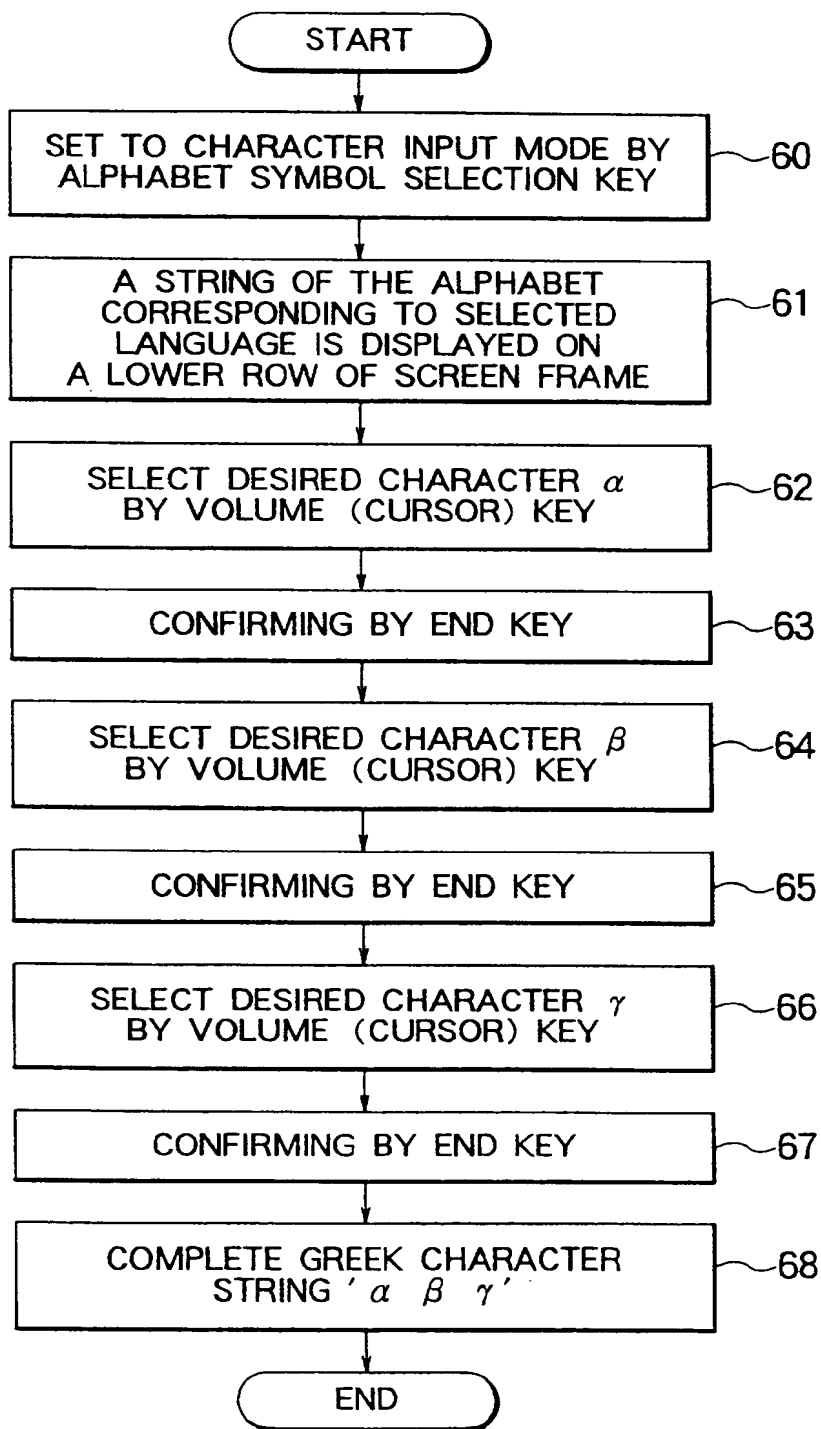 START
SET TO CHARACTER INPUT MODE BY
ALPHABET SYMBOL SELECTION KEY
60
A STRING OF THE ALPHABET
CORRESPONDING TO SELECTED
LANGUAGE IS DISPLAYED ON
A LOWER ROW OF SCREEN FRAME
61
SELECT DESIRED CHARACTER α
BY VOLUME (CURSOR) KEY
62
CONFIRMING BY END KEY
63
SELECT DESIRED CHARACTER β
BY VOLUME (CURSOR) KEY
64
CONFIRMING BY END KEY
65
SELECT DESIRED CHARACTER γ
BY VOLUME (CURSOR) KEY
66
CONFIRMING BY END KEY
67
COMPLETE GREEK CHARACTER
STRING ' α β γ '
68
END